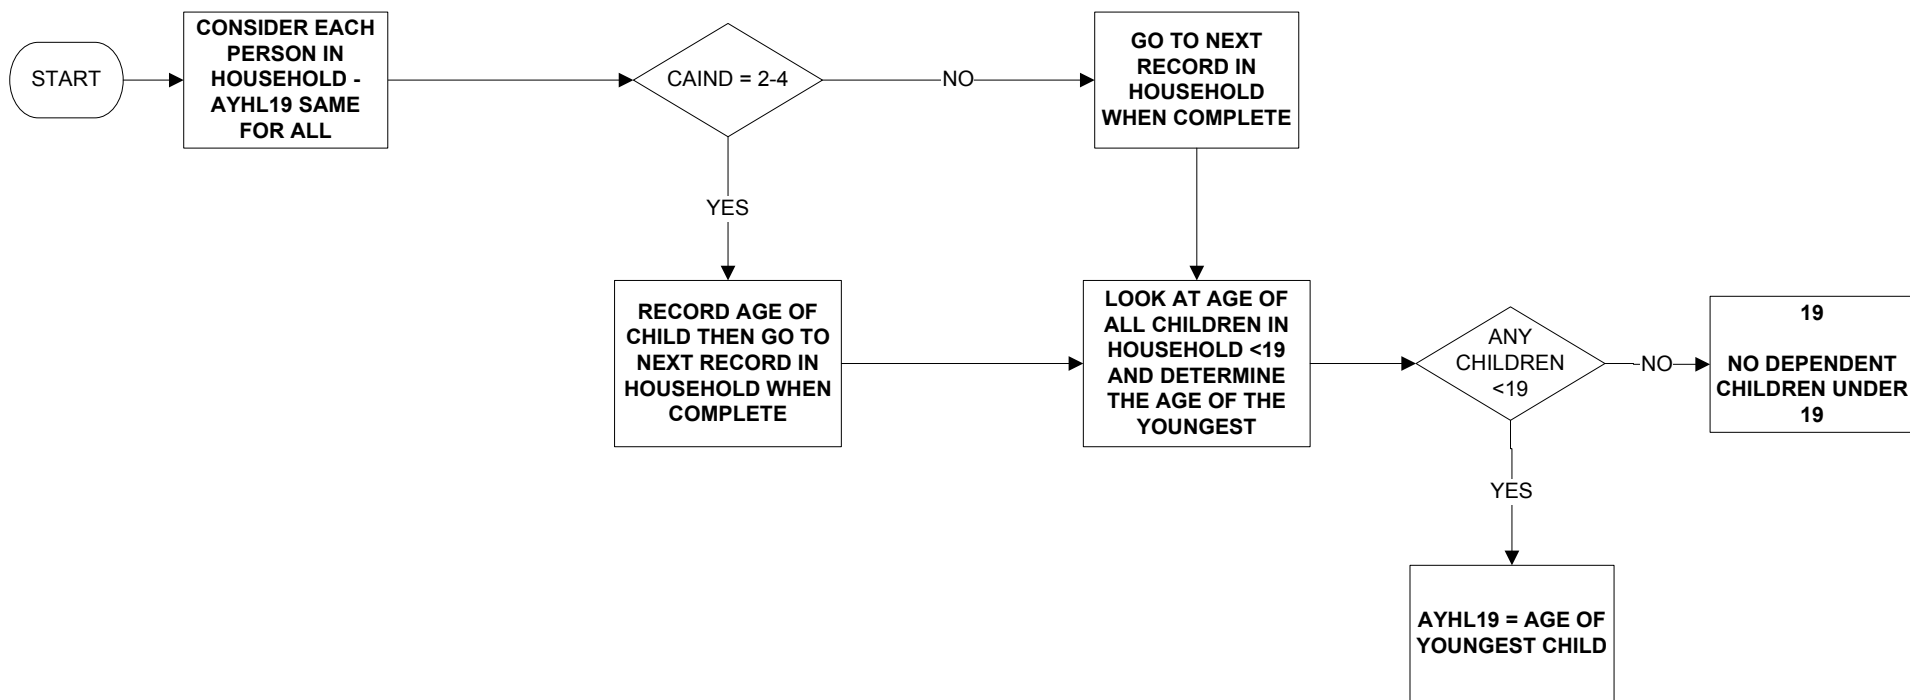 START
CONSIDER EACH
PERSON IN
HOUSEHOLD -
AYHL19 SAME
FOR ALL
CAIND = 2-4
NO
GO TO NEXT
RECORD IN
HOUSEHOLD
WHEN COMPLETE
YES
RECORD AGE OF
CHILD THEN GO TO
NEXT RECORD IN
HOUSEHOLD WHEN
COMPLETE
LOOK AT AGE OF
ALL CHILDREN IN
HOUSEHOLD <19
AND DETERMINE
THE AGE OF THE
YOUNGEST
ANY
CHILDREN
<19
NO
19
NO DEPENDENT
CHILDREN UNDER
19
YES
AYHL19 = AGE OF
YOUNGEST CHILD